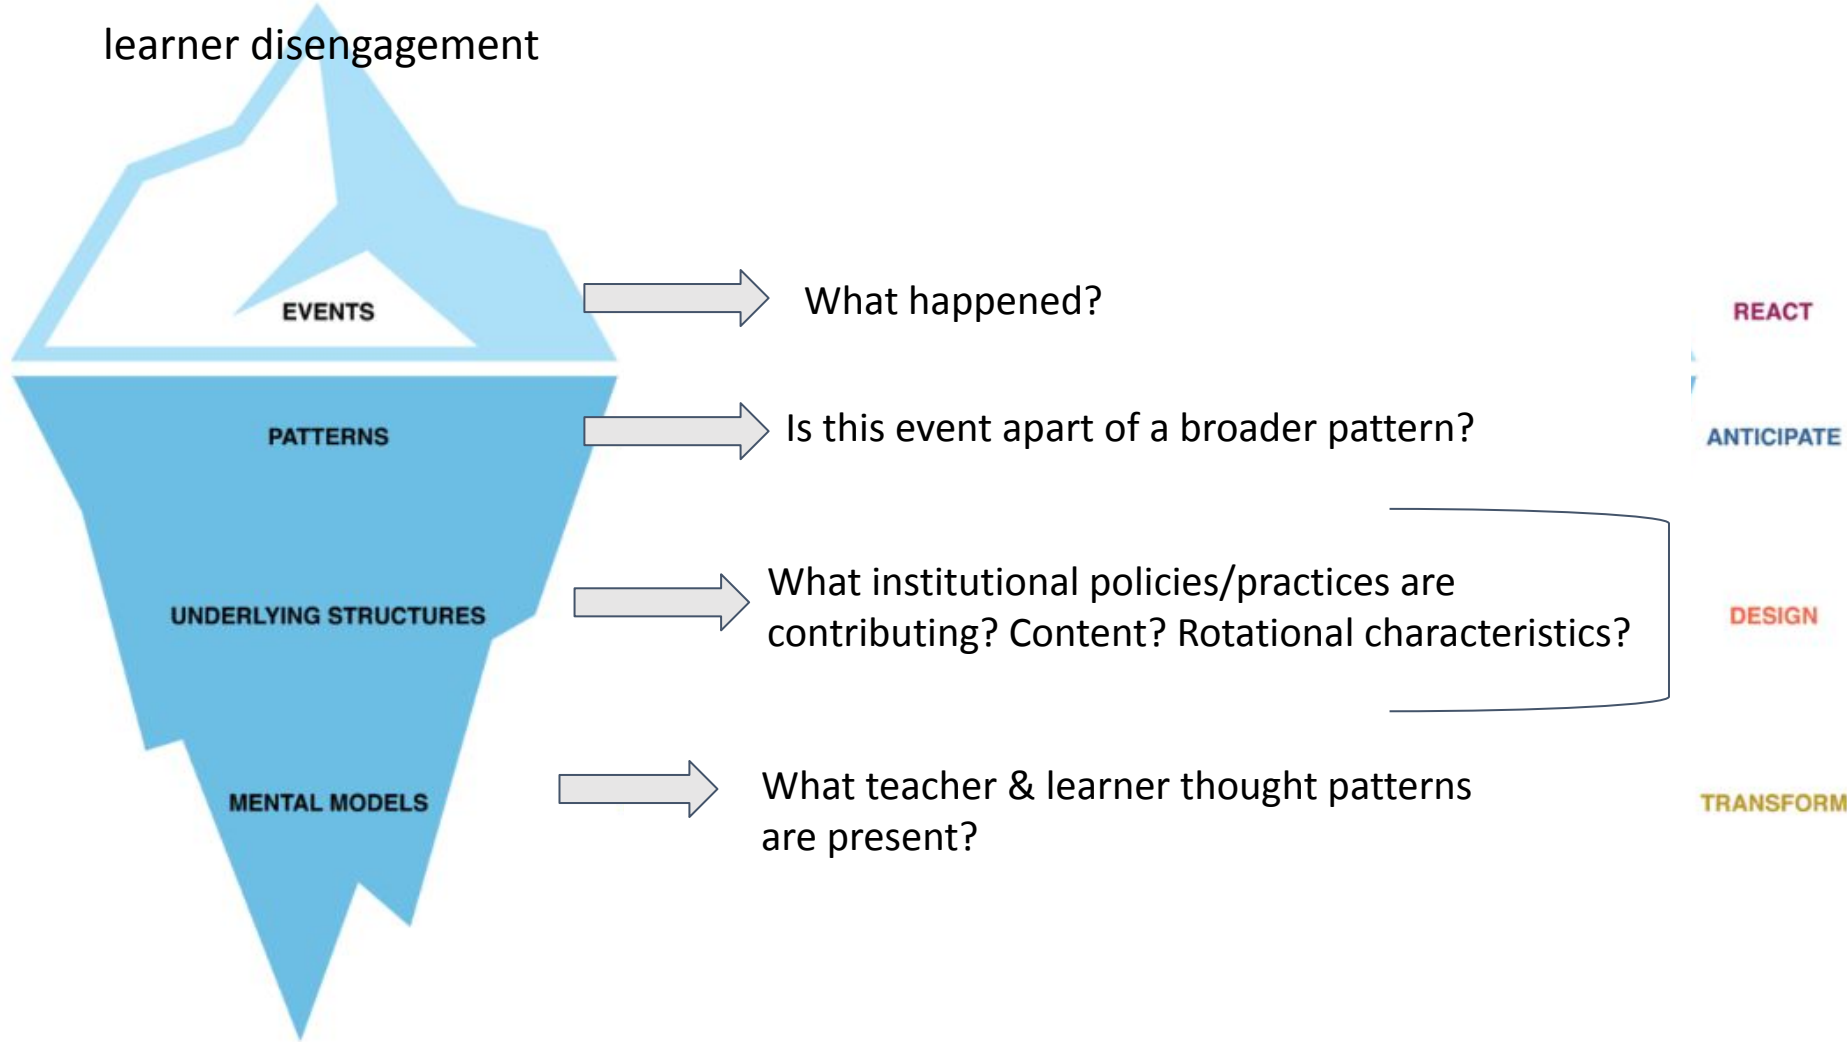 learner disengagement
EVENTS
What happened?
REACT
PATTERNS
Is this event apart of a broader pattern?
ANTICIPATE
UNDERLYING STRUCTURES
What institutional policies/practices are
contributing? Content? Rotational characteristics?
DESIGN
MENTAL MODELS
What teacher & learner thought patterns
are present?
TRANSFORM